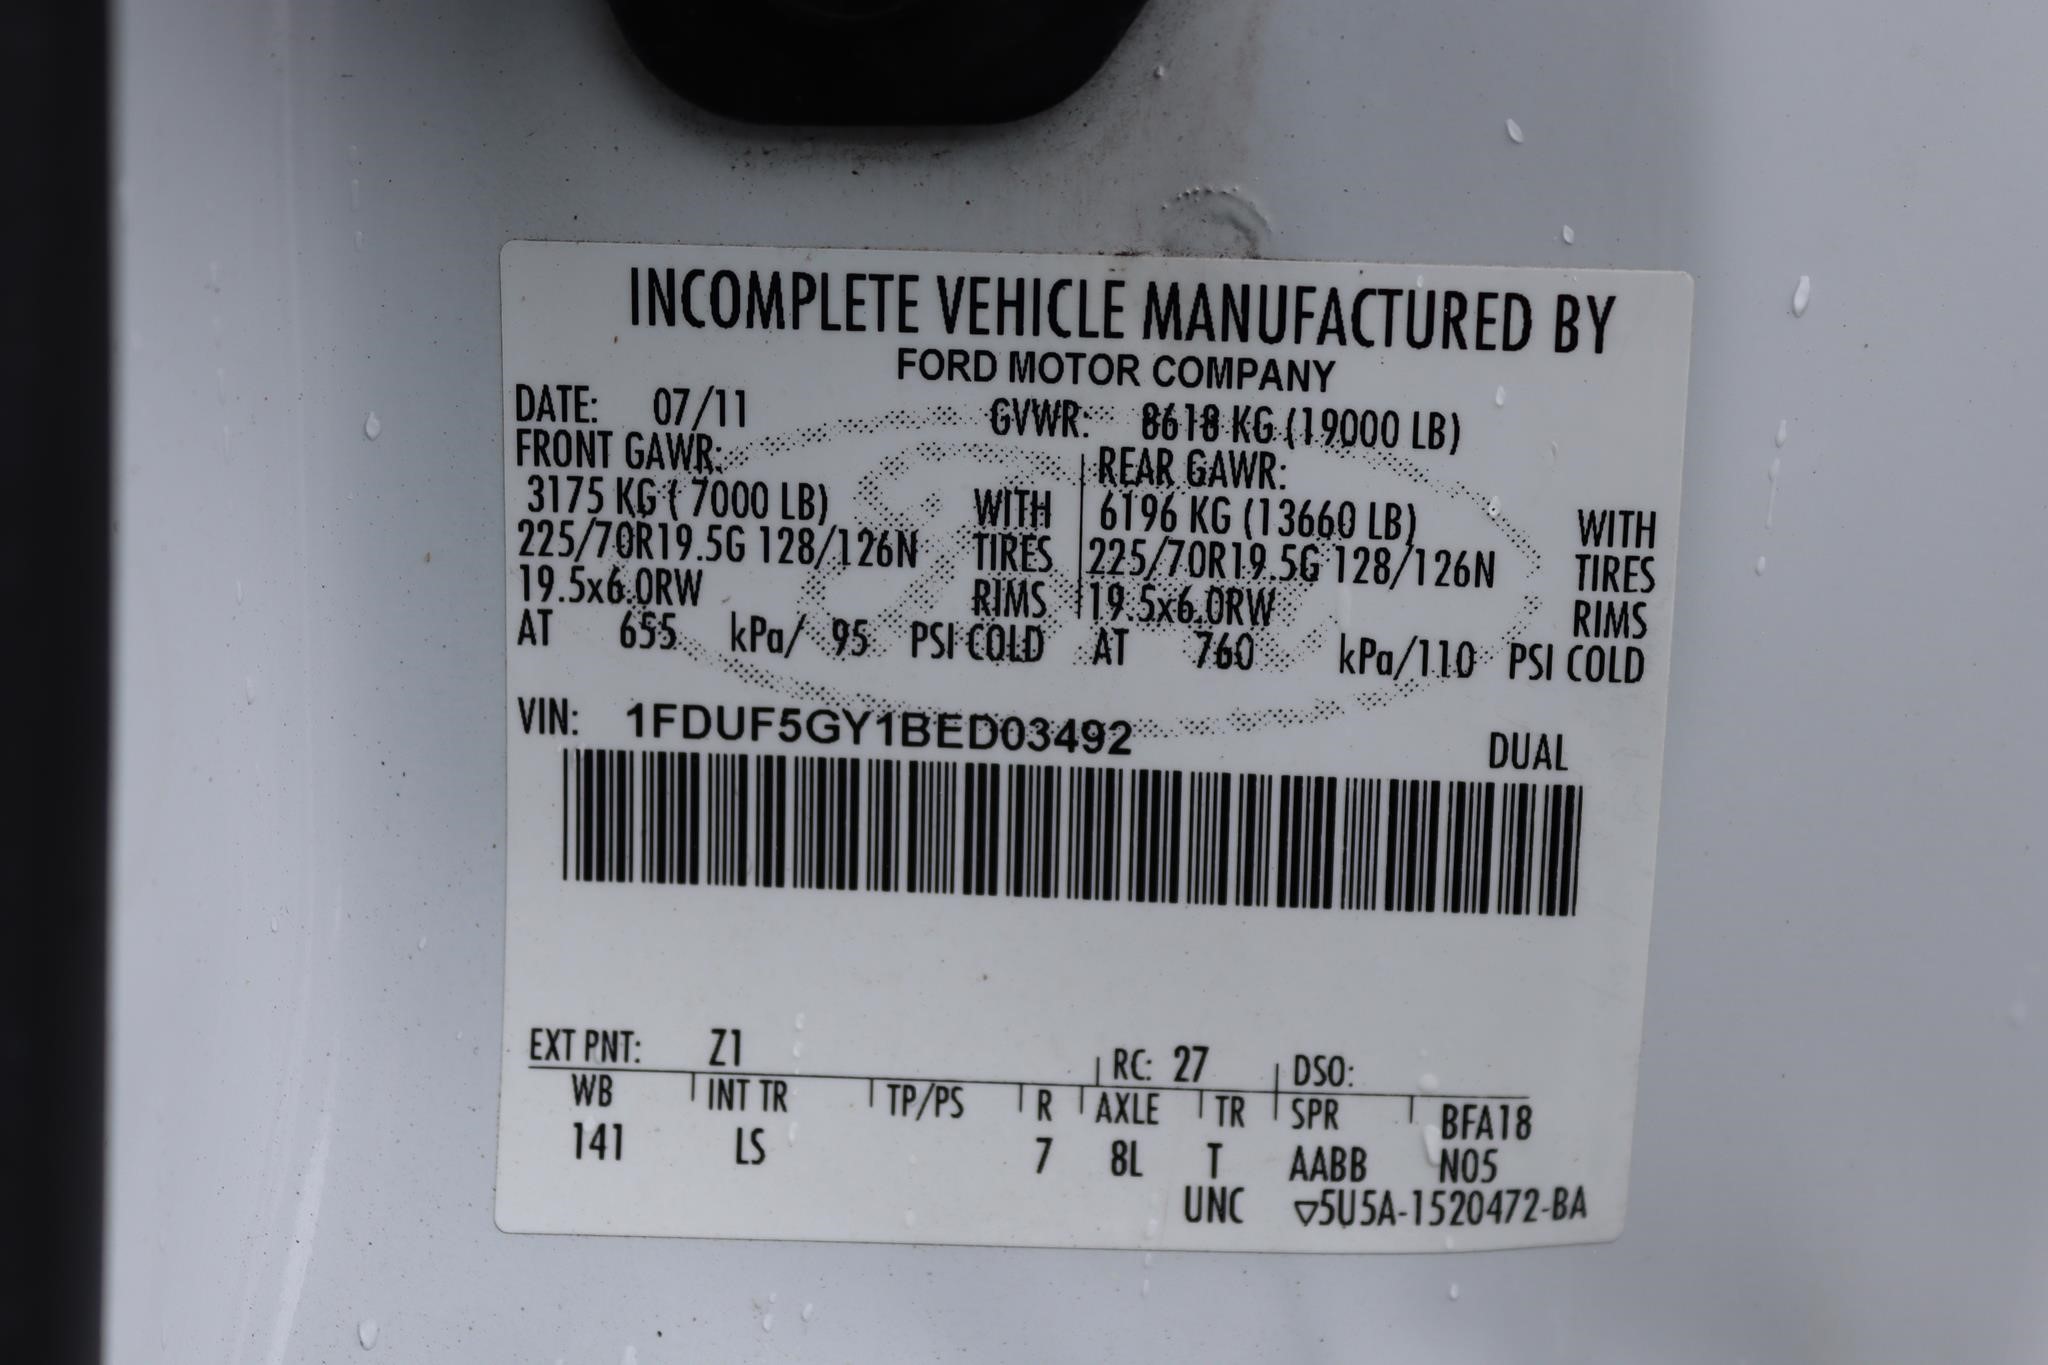 INCOMPLETE VEHICLE MANUFACTURED BY
FORD MOTOR COMPANY
DATE: 07/11 GVWR: 8618 KG (19000 LB)
FRONT GAWR: REAR GAWR:
3175 KG ( 7000 LB) WITH 6196 KG (13660 LB) WITH
225/70R19.5G 128/126N TIRES 225/70R19.5G 128/126N TIRES
19.5x6.0RW RIMS 19.5x6.0RW RIMS
AT 655 kPa/ 95 PSI COLD AT 760 kPa/110 PSI COLD
VIN: 1FDUF5GY1BED03492 DUAL
EXT PNT: Z1 RC: 27 DSO:
WB INT TR TP/PS R AXLE TR SPR BFA18
141 LS 7 8L T AABB N05
UNC ▽5U5A-1520472-BA